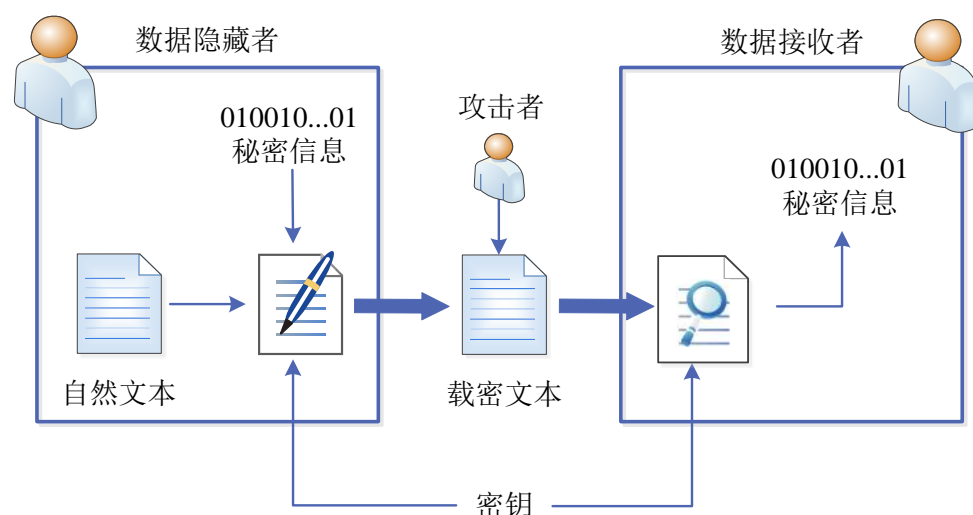 数据隐藏者
数据接收者
攻击者
010010...01
秘密信息
010010...01
秘密信息
自然文本
载密文本
密钥